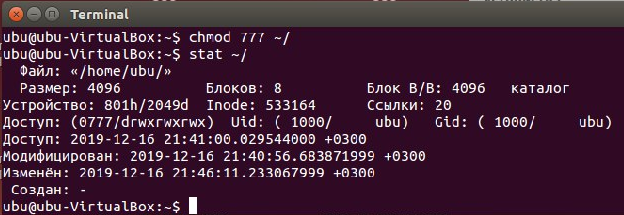 Terminal
ubu@ubu-VirtualBox:~$ chmod 777 ~/
ubu@ubu-VirtualBox:~$ stat ~/
Файл: «/home/ubu/»
Размер: 4096 Блоков: 8 Блок В/В: 4096 каталог
Устройство: 801h/2049d Inode: 533164 Ссылки: 20
Доступ: (0777/drwxrwxrwx) Uid: ( 1000/ ubu) Gid: ( 1000/ ubu)
Доступ: 2019-12-16 21:41:00.029544000 +0300
Модифицирован: 2019-12-16 21:40:56.683871999 +0300
Изменён: 2019-12-16 21:46:11.233067999 +0300
Создан: -
ubu@ubu-VirtualBox:~$